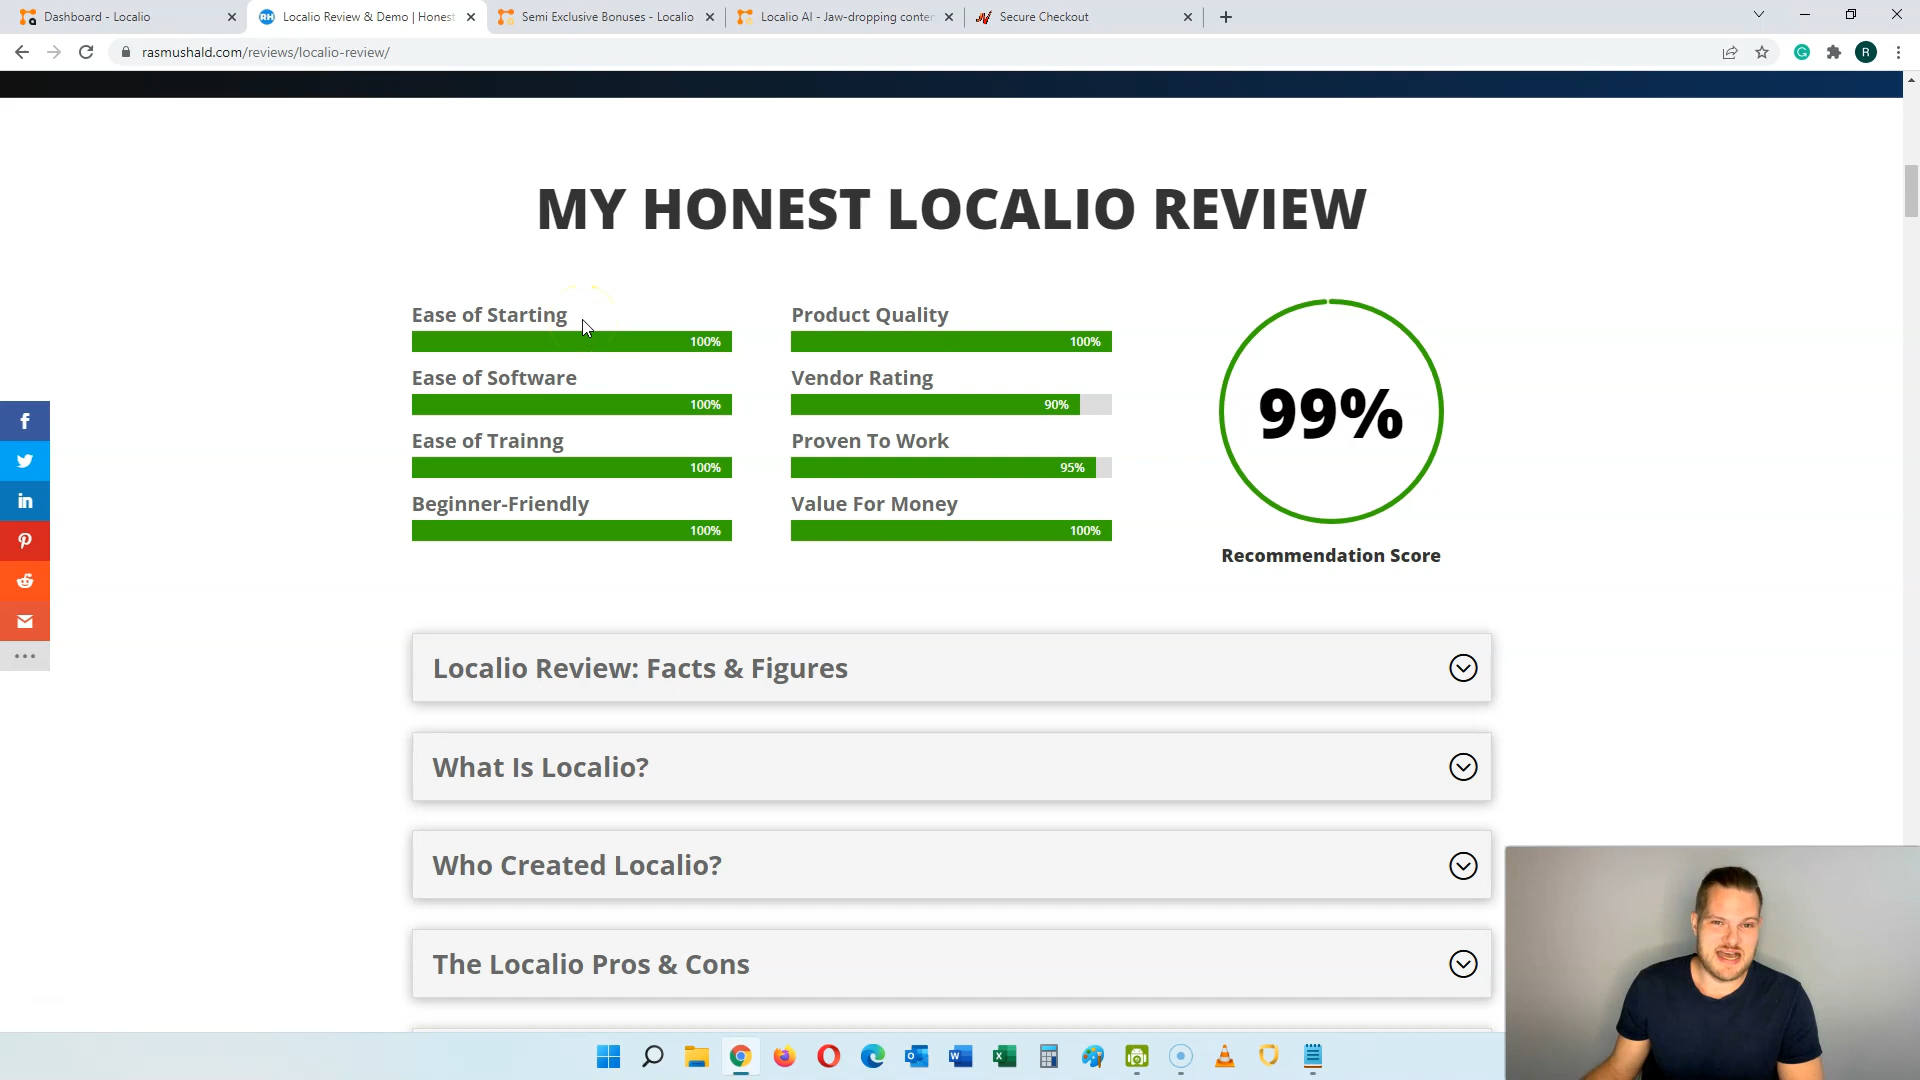 Dashboard - Localio
Localio Review & Demo | Honest
Semi Exclusive Bonuses - Localio
Localio AI - Jaw-dropping conter
Secure Checkout
rasmushald.com/reviews/localio-review/
R
MY HONEST LOCALIO REVIEW
Ease of Starting
100%
Ease of Software
100%
Ease of Trainng
100%
Beginner-Friendly
100%
Product Quality
100%
Vendor Rating
90%
Proven To Work
95%
Value For Money
100%
99%
Recommendation Score
Localio Review: Facts & Figures
What Is Localio?
Who Created Localio?
The Localio Pros & Cons